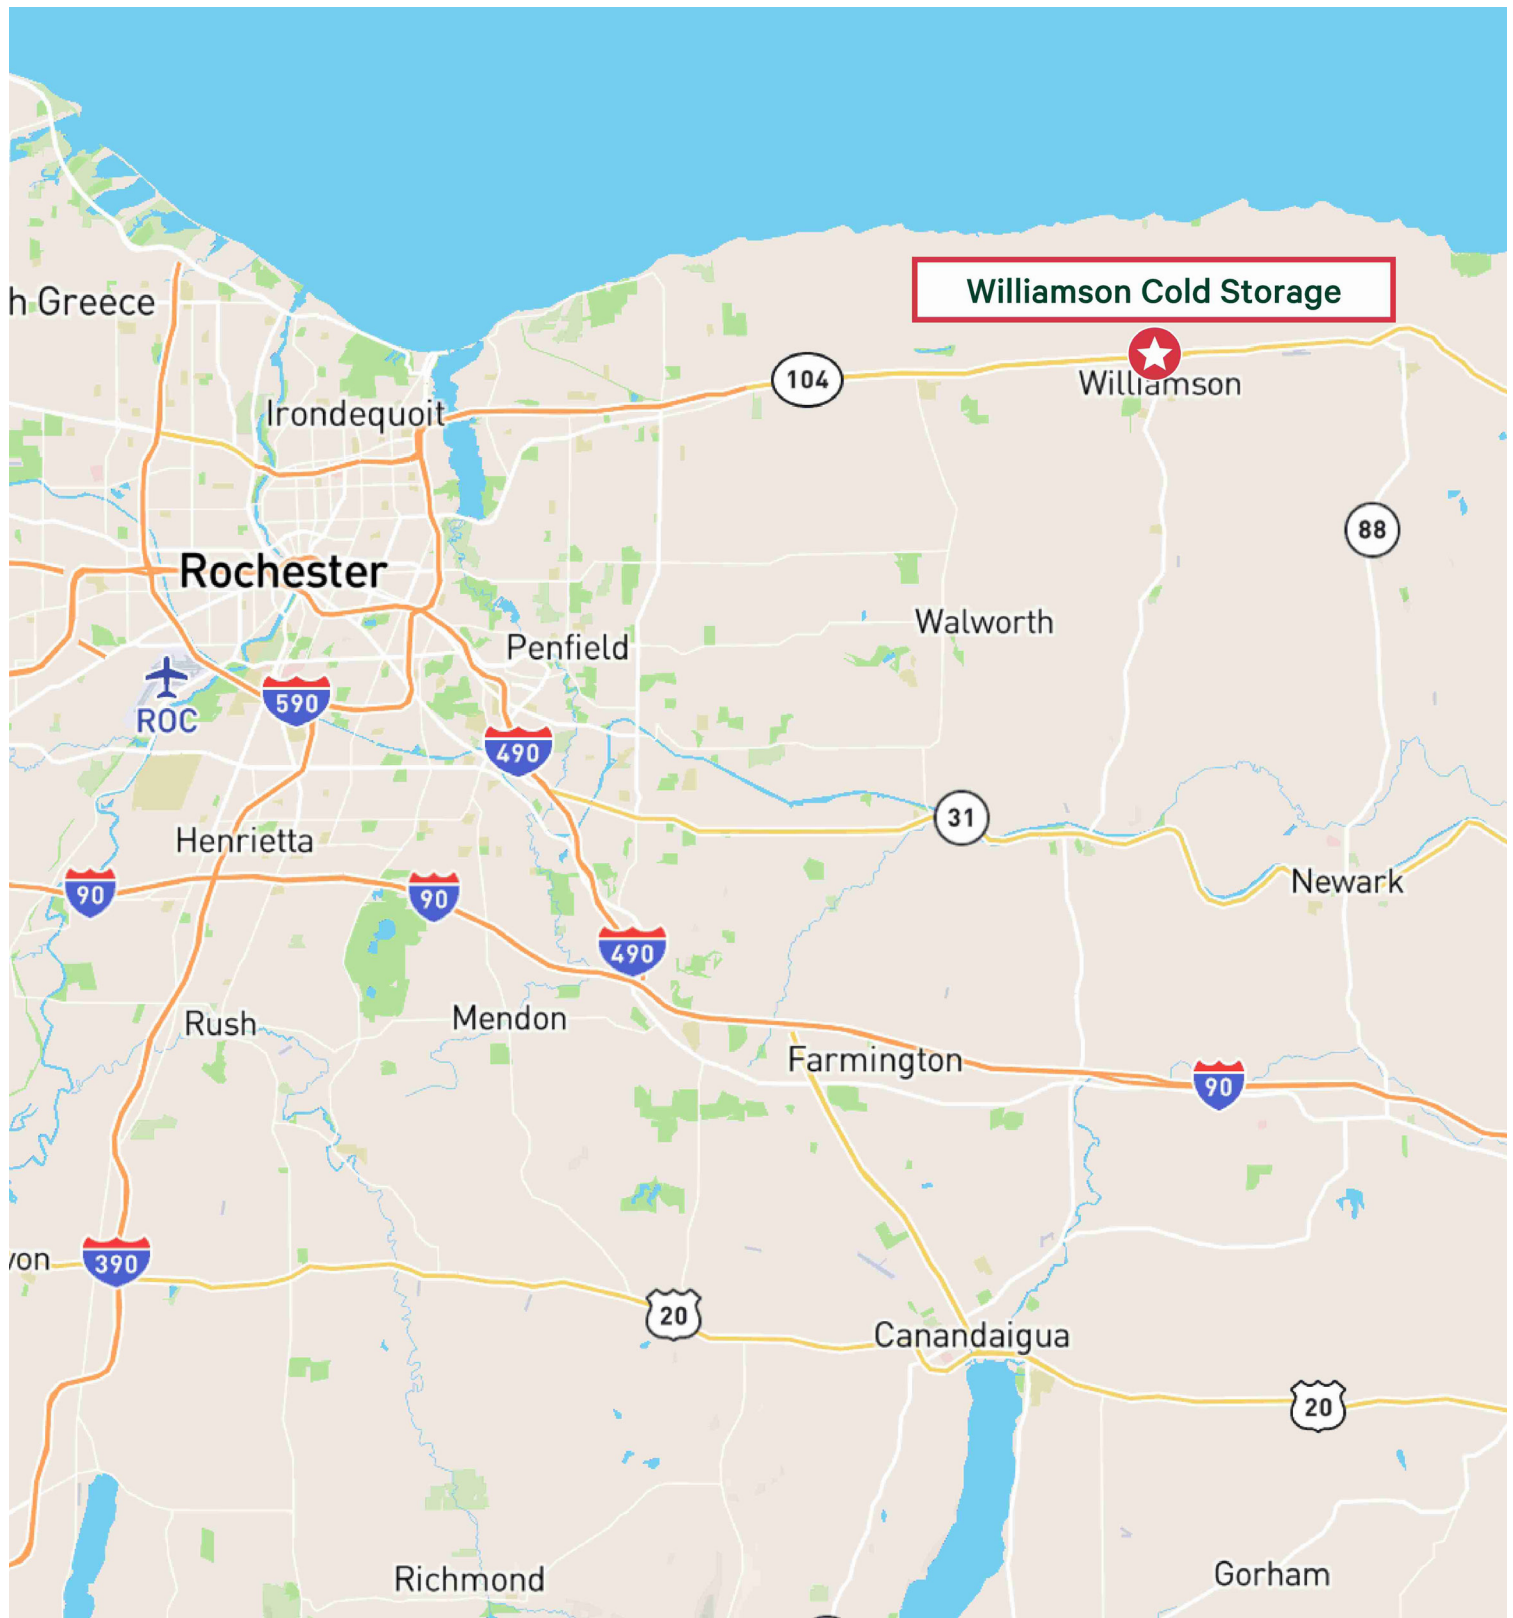 Williamson Cold Storage
h Greece
104
Williamson
Irondequoit
88
Rochester
Walworth
Penfield
590
ROC
490
31
Henrietta
90
90
Newark
490
Rush
Mendon
Farmington
90
von
390
20
Canandaigua
20
Richmond
Gorham